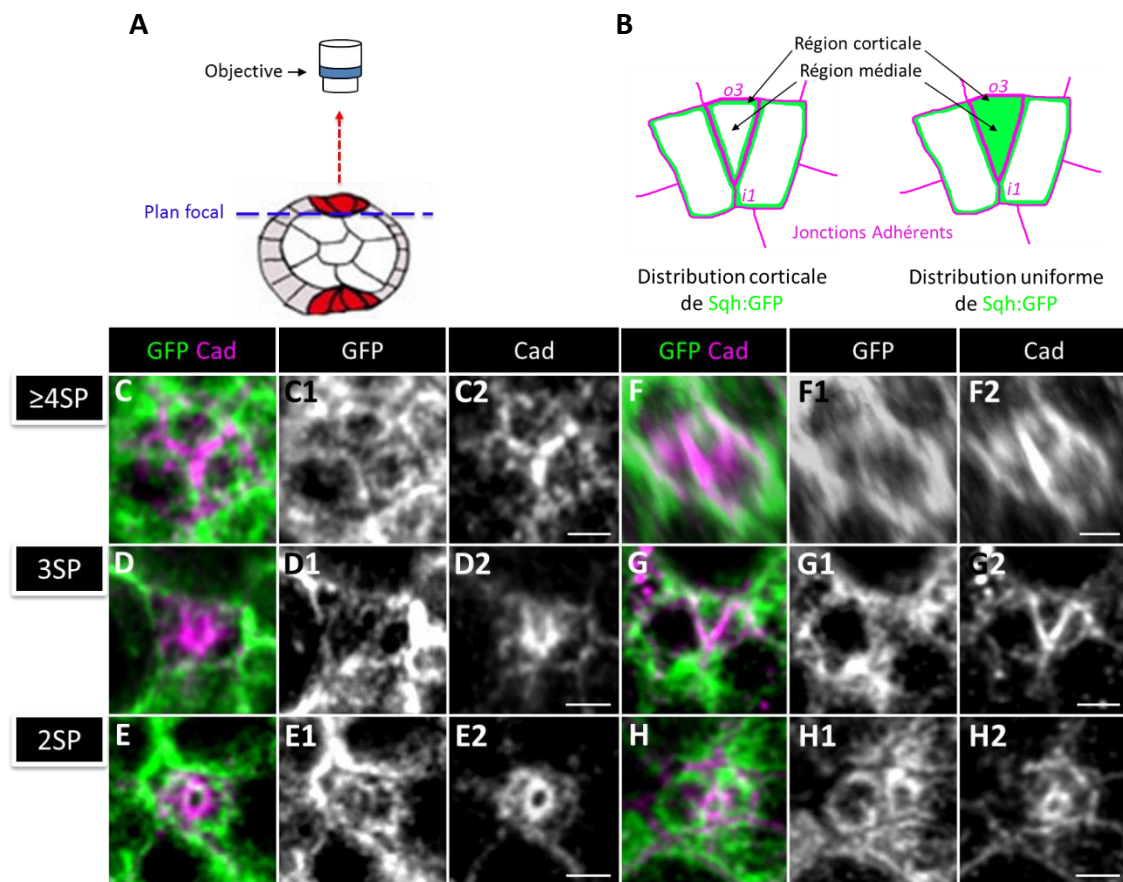 A
Objective
Plan focal
B
Région corticale
Région médiale
o3
i1
o3
i1
Jonctions Adhérents
Distribution corticale
de Sqh:GFP
Distribution uniforme
de Sqh:GFP
GFP Cad
GFP
Cad
GFP Cad
GFP
Cad
≥4SP
C
C1
C2
F
F1
F2
3SP
D
D1
D2
G
G1
G2
2SP
E
E1
E2
H
H1
H2